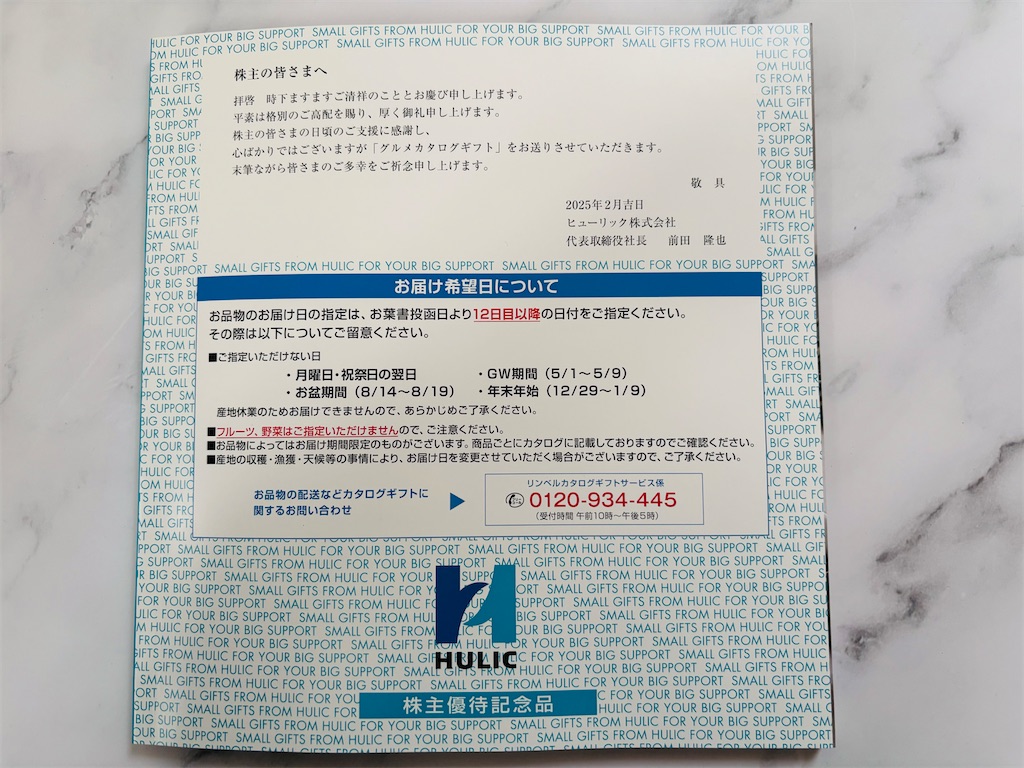 SMALL GIFTS FROM HULIC FOR YOUR BIG SUPPORT
株主の皆さまへ
拝啓　時下ますますご清祥のこととお慶び申し上げます。
平素は格別のご高配を賜り、厚く御礼申し上げます。
株主の皆さまの日頃のご支援に感謝し、
心ばかりではございますが「グルメカタログギフト」をお送りさせていただきます。
末筆ながら皆さまのご多幸をご祈念申し上げます。
敬　具
2025年2月吉日
ヒューリック株式会社
代表取締役社長　前田　隆也
SMALL GIFTS FROM HULIC FOR YOUR BIG SUPPORT
お届け希望日について
お品物のお届け日の指定は、お葉書投函日より12日目以降の日付をご指定ください。
その際は以下についてご留意ください。
■ご指定いただけない日
・月曜日・祝祭日の翌日　・GW期間（5/1～5/9）
・お盆期間（8/14～8/19）　・年末年始（12/29～1/9）
産地休業のためお届けできませんので、あらかじめご了承ください。
■フルーツ、野菜はご指定いただけませんので、ご注意ください。
■お品物によってはお届け期間限定のものがございます。商品ごとにカタログに記載しておりますのでご確認ください。
■産地の収穫・漁獲・天候等の事情により、お届け日を変更させていただく場合がございますので、ご了承ください。
お品物の配送などカタログギフトに
関するお問い合わせ
リンベルカタログギフトサービス係
0120-934-445
（受付時間 午前10時～午後5時）
HULIC
株主優待記念品